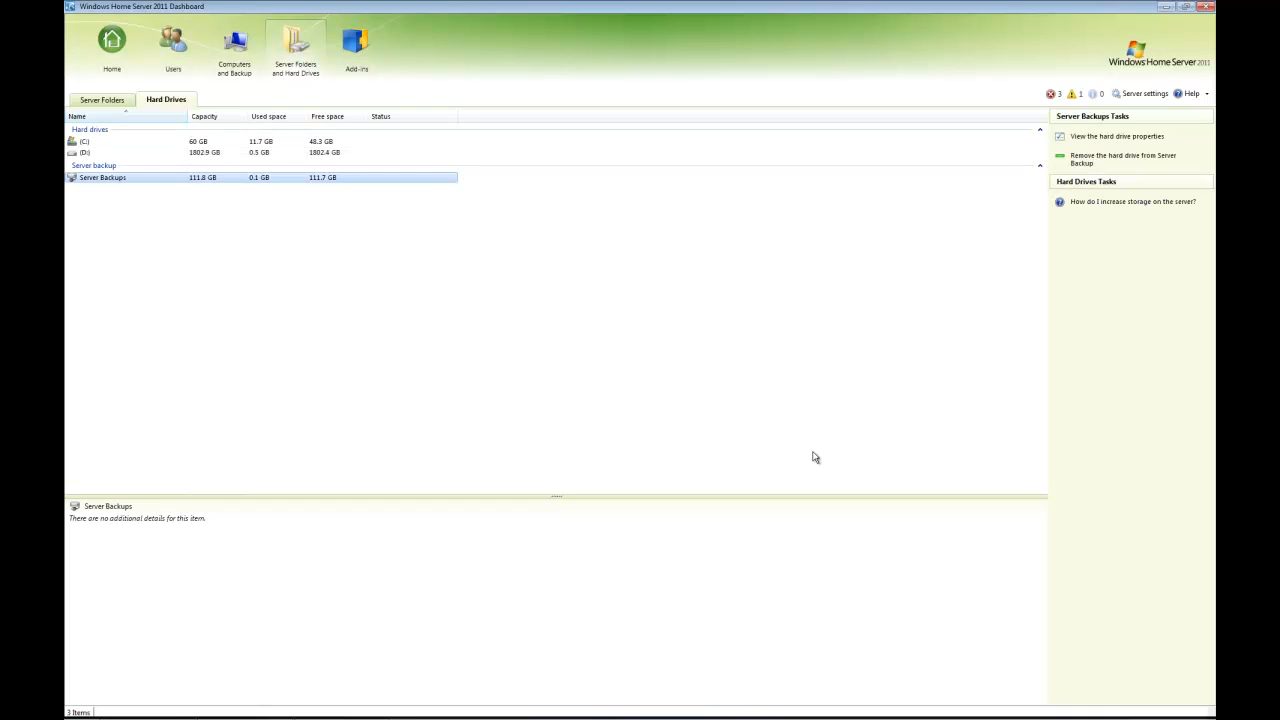 Windows Home Server 2011 Dashboard
Home
Users
Computers
and Backup
Server Folders
and Hard Drives
Add-ins
Windows Home Server 2011
Server Folders
Hard Drives
3
1
0
Server settings
Help
Name
Capacity
Used space
Free space
Status
Hard drives
(C:)
60 GB
11.7 GB
48.3 GB
(D:)
1802.9 GB
0.5 GB
1802.4 GB
Server backup
Server Backups
111.8 GB
0.1 GB
111.7 GB
Server Backups Tasks
View the hard drive properties
Remove the hard drive from Server
Backup
Hard Drives Tasks
How do I increase storage on the server?
Server Backups
There are no additional details for this item.
3 Items